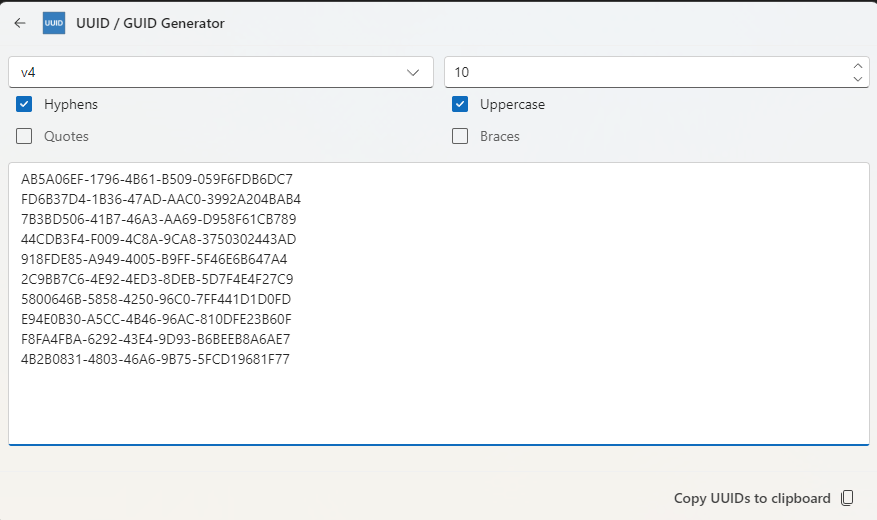 UUID
UUID / GUID Generator
v4
10
Hyphens
Uppercase
Quotes
Braces
AB5A06EF-1796-4B61-B509-059F6FDB6DC7
FD6B37D4-1B36-47AD-AAC0-3992A204BAB4
7B3BD506-41B7-46A3-AA69-D958F61CB789
44CDB3F4-F009-4C8A-9CA8-3750302443AD
918FDE85-A949-4005-B9FF-5F46E6B647A4
2C9BB7C6-4E92-4ED3-8DEB-5D7F4E4F27C9
5800646B-5858-4250-96C0-7FF441D1D0FD
E94E0B30-A5CC-4B46-96AC-810DFE23B60F
F8FA4FBA-6292-43E4-9D93-B6BEEB8A6AE7
4B2B0831-4803-46A6-9B75-5FCD19681F77
Copy UUIDs to clipboard